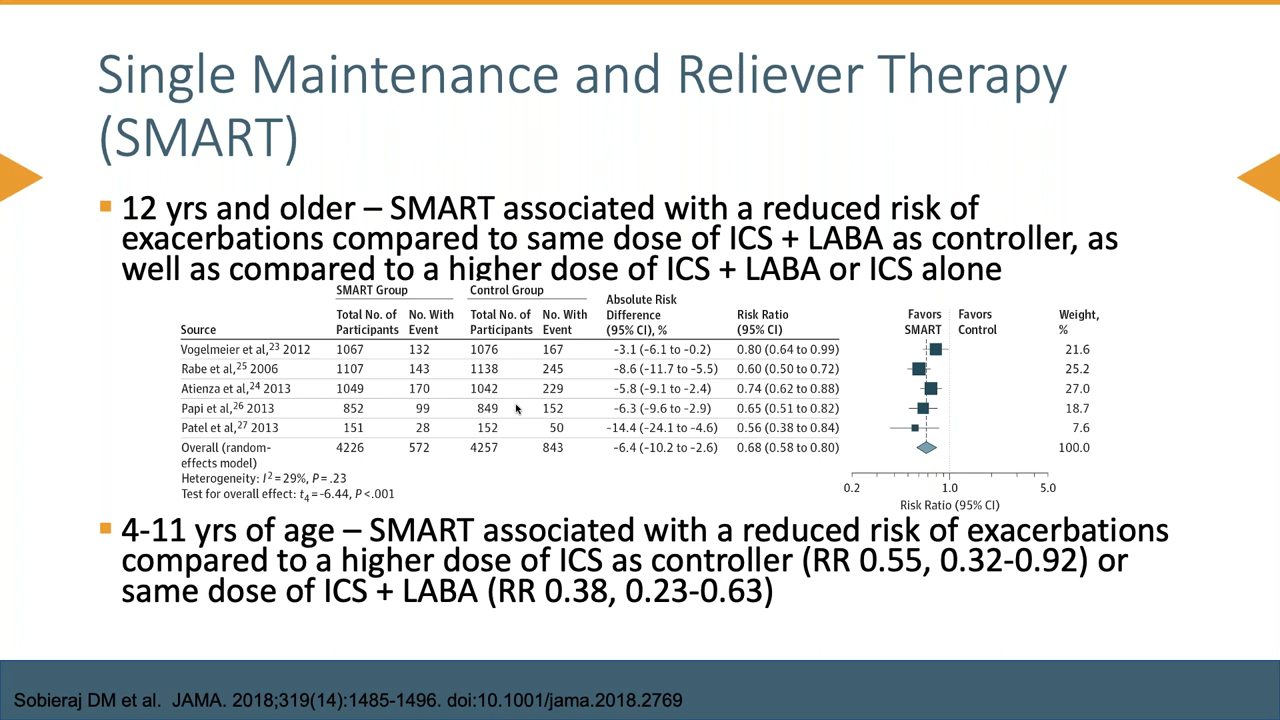 Single Maintenance and Reliever Therapy
(SMART)
12 yrs and older – SMART associated with a reduced risk of
exacerbations compared to same dose of ICS + LABA as controller, as
well as compared to a higher dose of ICS + LABA or ICS alone
SMART Group Control Group
Absolute Risk
Total No. of No. With Total No. of No. With Difference Risk Ratio Favors Favors Weight,
Source Participants Event Participants Event (95% CI), % (95% CI) SMART Control %
Vogelmeier et al,23 2012 1067 132 1076 167 −3.1 (−6.1 to −0.2) 0.80 (0.64 to 0.99) 21.6
Rabe et al,25 2006 1107 143 1138 245 −8.6 (−11.7 to −5.5) 0.60 (0.50 to 0.72) 25.2
Atienza et al,24 2013 1049 170 1042 229 −5.8 (−9.1 to −2.4) 0.74 (0.62 to 0.88) 27.0
Papi et al,26 2013 852 99 849 152 −6.3 (−9.6 to −2.9) 0.65 (0.51 to 0.82) 18.7
Patel et al,27 2013 151 28 152 50 −14.4 (−24.1 to −4.6) 0.56 (0.38 to 0.84) 7.6
Overall (random- 4226 572 4257 843 −6.4 (−10.2 to −2.6) 0.68 (0.58 to 0.80) 100.0
effects model)
Heterogeneity: I2 = 29%, P = .23
Test for overall effect: t4 = −6.44, P <.001
0.2 1.0 5.0
Risk Ratio (95% CI)
4-11 yrs of age – SMART associated with a reduced risk of exacerbations
compared to a higher dose of ICS as controller (RR 0.55, 0.32-0.92) or
same dose of ICS + LABA (RR 0.38, 0.23-0.63)
Sobieraj DM et al. JAMA. 2018;319(14):1485-1496. doi:10.1001/jama.2018.2769